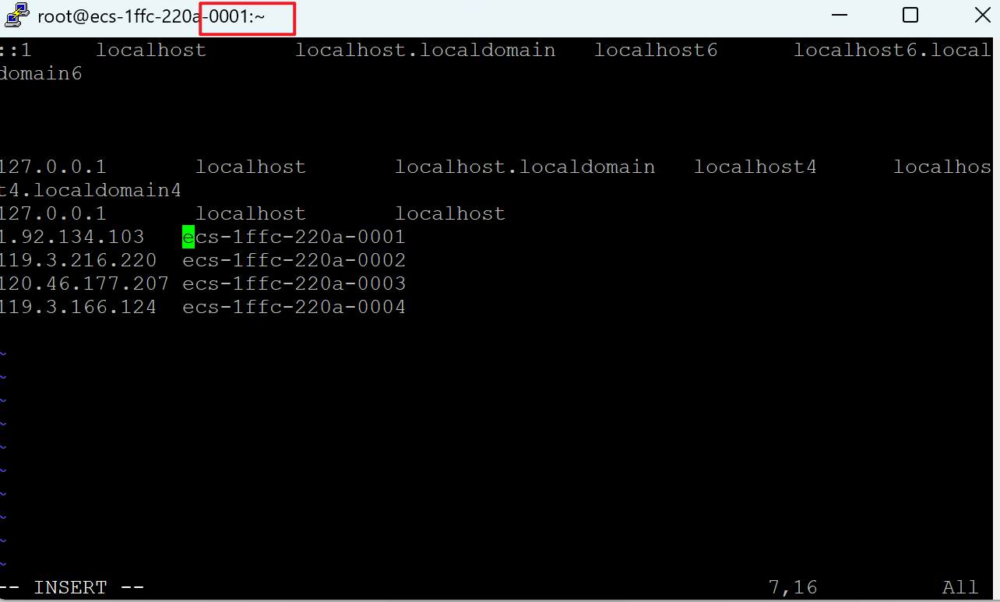 root@ecs-1ffc-220a-0001:~
::1 localhost localhost.localdomain localhost6 localhost6.local
domain6
127.0.0.1 localhost localhost.localdomain localhost4 localhos
t4.localdomain4
127.0.0.1 localhost localhost
1.92.134.103 ecs-1ffc-220a-0001
119.3.216.220 ecs-1ffc-220a-0002
120.46.177.207 ecs-1ffc-220a-0003
119.3.166.124 ecs-1ffc-220a-0004
~
~
~
~
~
~
~
~
~
~
-- INSERT -- 7,16 All